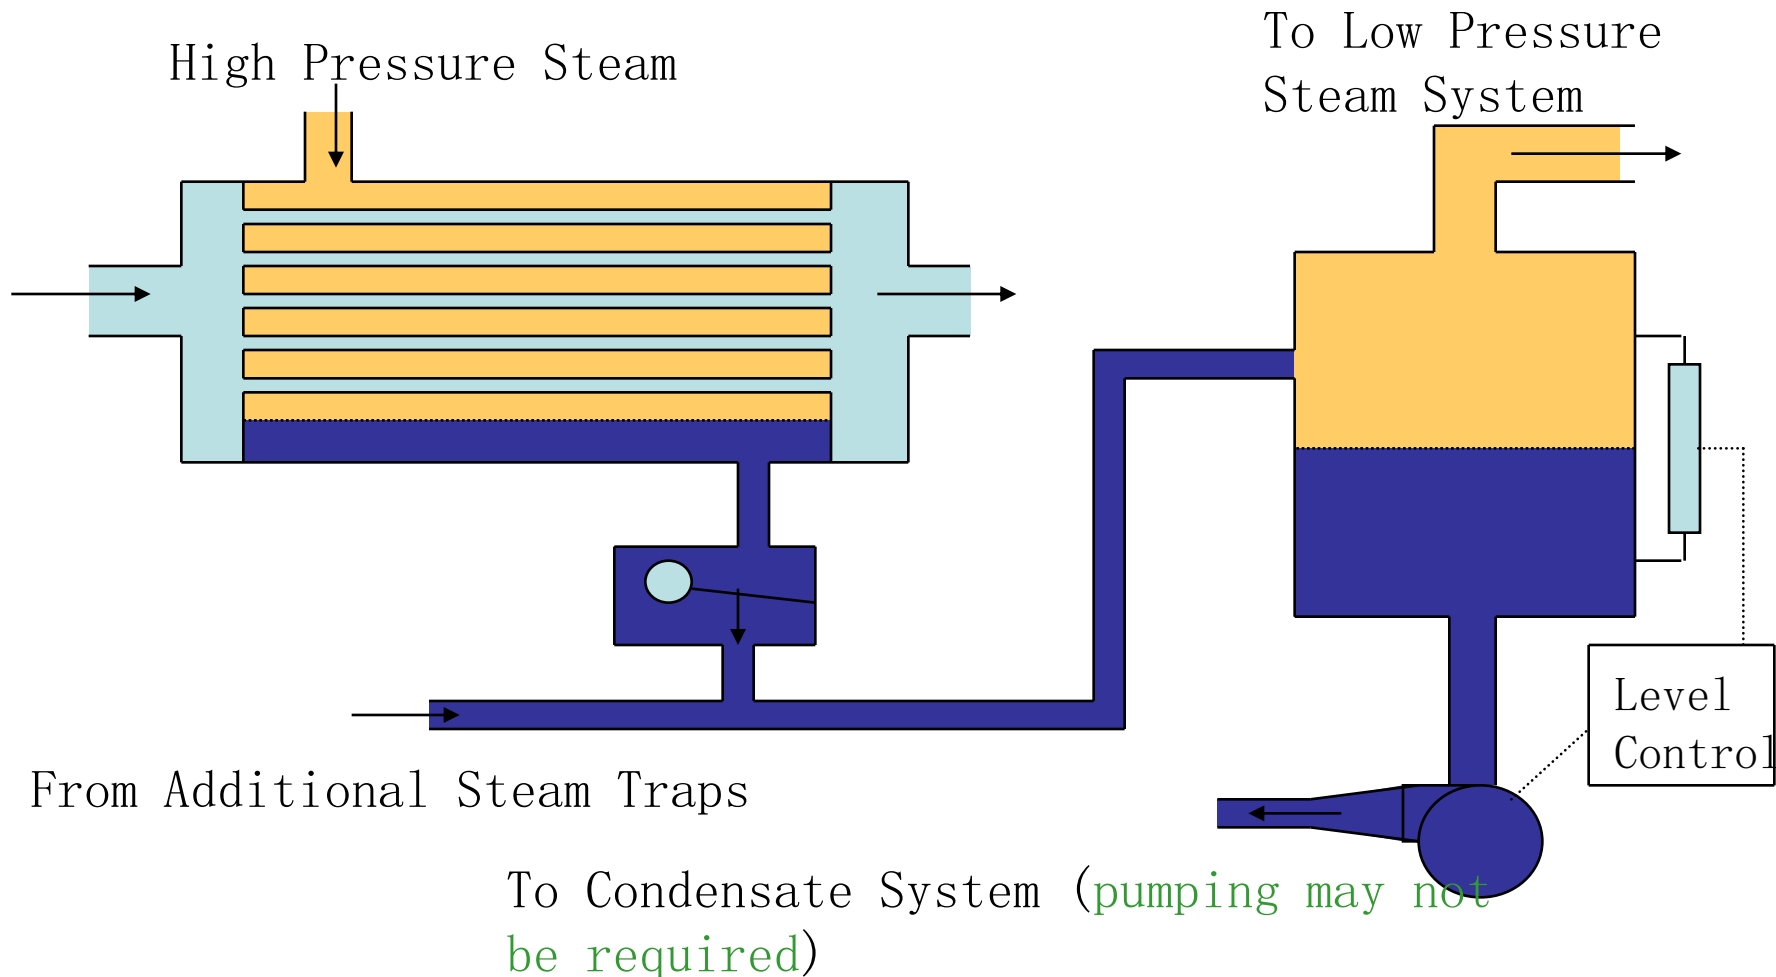 High Pressure Steam
To Low Pressure
Steam System
Level
Control
From Additional Steam Traps
To Condensate System (pumping may not
be required)